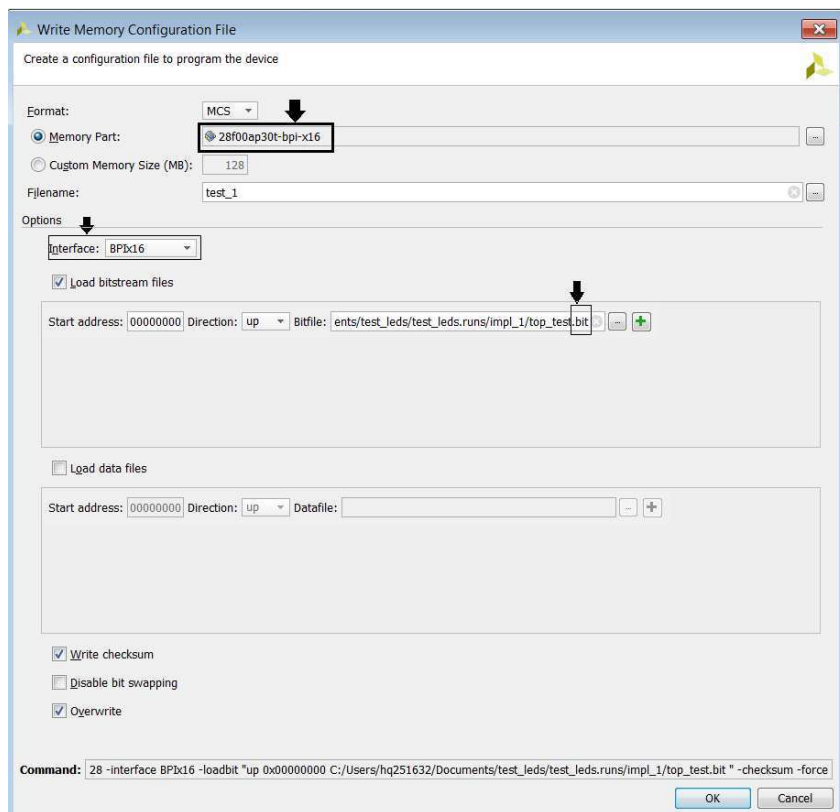 Write Memory Configuration File
Create a configuration file to program the device
Format: MCS
Memory Part: 28f00ap30t-bpi-x16 ...
Custom Memory Size (MB): 128
Filename: test_1 ...
Options
Interface: BPIx16
Load bitstream files
Start address: 00000000 Direction: up Bitfile: ents/test_leds/test_leds.runs/impl_1/top_test.bit ...
Load data files
Start address: 00000000 Direction: up Datafile: ...
Write checksum
Disable bit swapping
Overwrite
Command: 28 -interface BPIx16 -loadbit "up 0x00000000 C:/Users/hq251632/Documents/test_leds/test_leds.runs/impl_1/top_test.bit " -checksum -force
OK Cancel